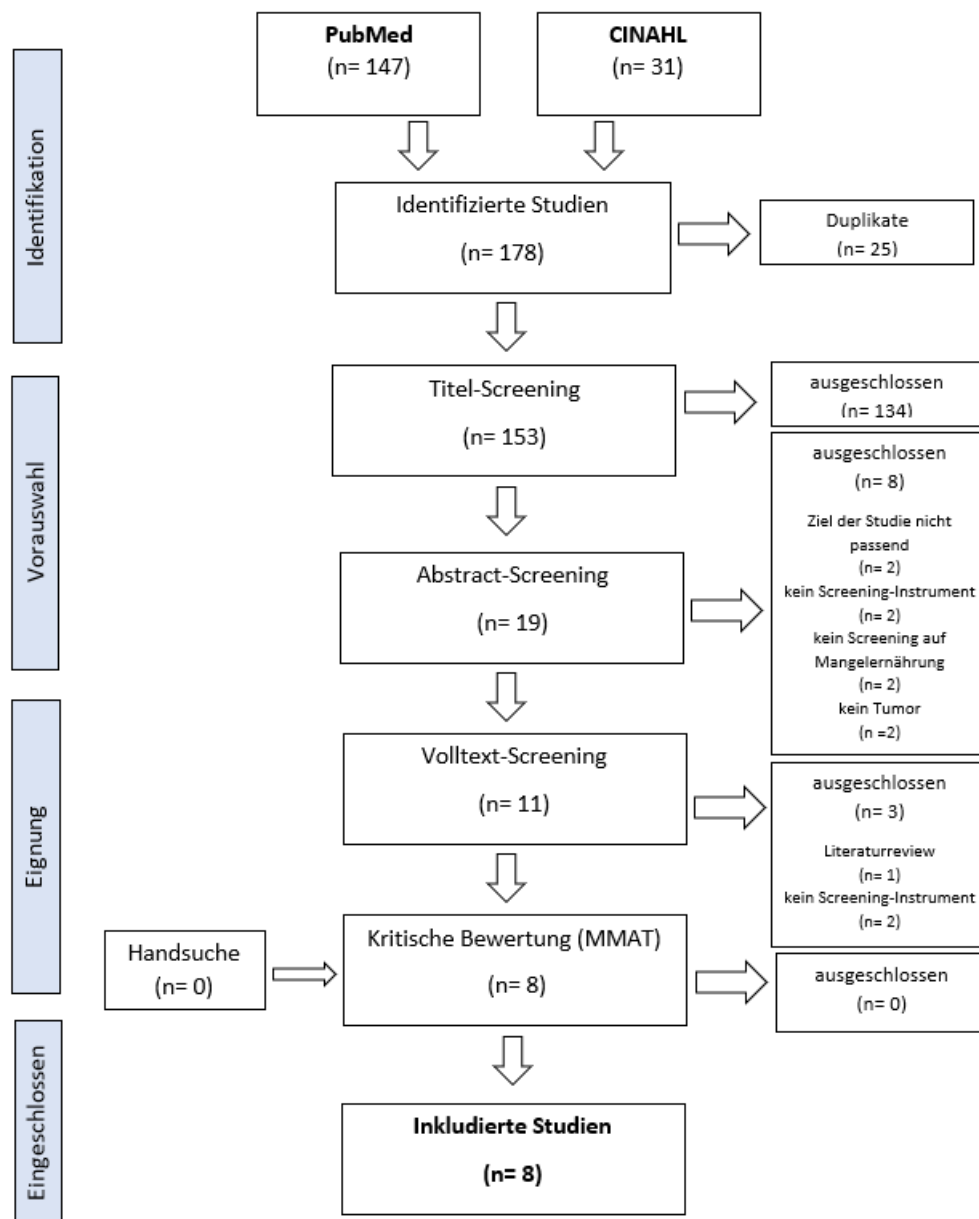 PubMed
(n= 147)
CINAHL
(n= 31)
Identifikation
Identifizierte Studien
(n= 178)
Duplikate
(n= 25)
Vorauswahl
Titel-Screening
(n= 153)
ausgeschlossen
(n= 134)
Abstract-Screening
(n= 19)
ausgeschlossen
(n= 8)
Ziel der Studie nicht
passend
(n= 2)
kein Screening-Instrument
(n= 2)
kein Screening auf
Mangelernährung
(n= 2)
kein Tumor
(n =2)
Eignung
Volltext-Screening
(n= 11)
ausgeschlossen
(n= 3)
Literaturreview
(n= 1)
kein Screening-Instrument
(n= 2)
Handsuche
(n= 0)
Kritische Bewertung (MMAT)
(n= 8)
ausgeschlossen
(n= 0)
Eingeschlossen
Inkludierte Studien
(n= 8)